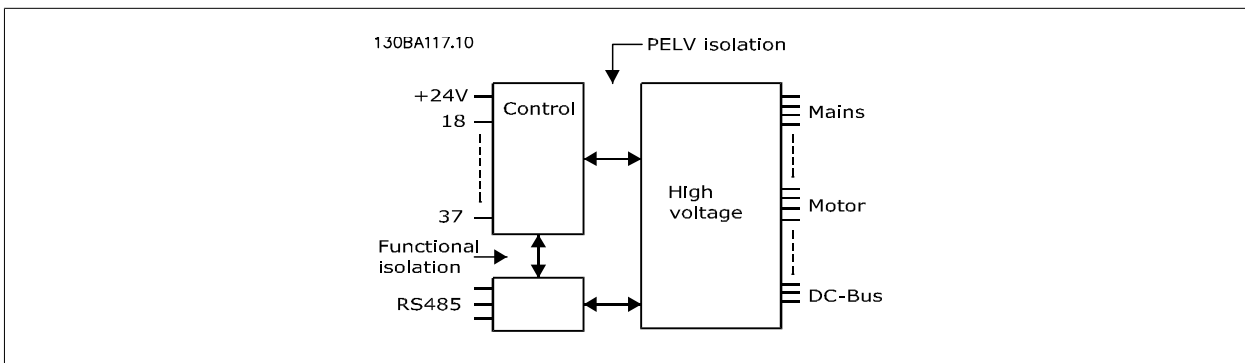 130BA117.10
PELV isolation
+24V
Control
18
Mains
High
voltage
37
Motor
Functional
isolation
RS485
DC-Bus